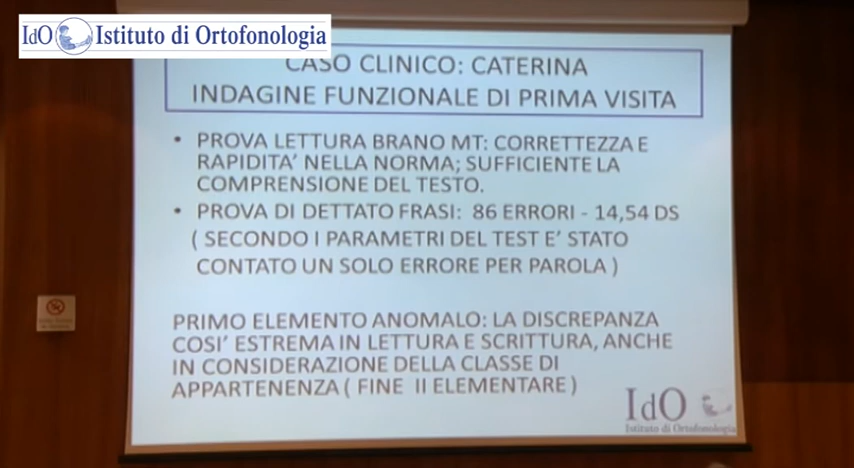 IdO Istituto di Ortofonologia
CASO CLINICO: CATERINA
INDAGINE FUNZIONALE DI PRIMA VISITA
• PROVA LETTURA BRANO MT: CORRETTEZZA E
RAPIDITA' NELLA NORMA; SUFFICIENTE LA
COMPRENSIONE DEL TESTO.
• PROVA DI DETTATO FRASI: 86 ERRORI - 14,54 DS
( SECONDO I PARAMETRI DEL TEST E' STATO
CONTATO UN SOLO ERRORE PER PAROLA )
PRIMO ELEMENTO ANOMALO: LA DISCREPANZA
COSI' ESTREMA IN LETTURA E SCRITTURA, ANCHE
IN CONSIDERAZIONE DELLA CLASSE DI
APPARTENENZA ( FINE II ELEMENTARE )
IdO
Istituto di Ortofonologia